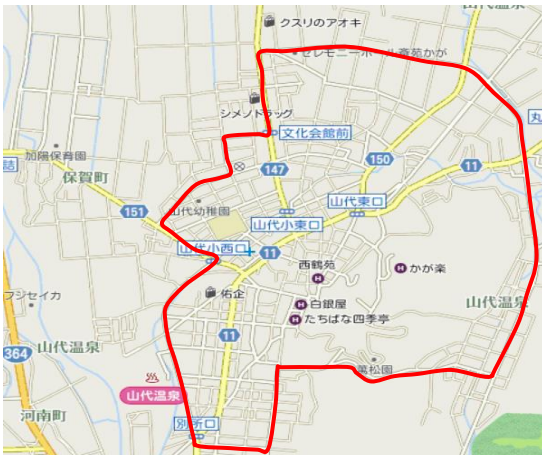 山代温泉
クスリのアオキ
セレモニーホール斎苑かが
シメノドラッグ
文化会館前
丸
加陽保育園
詰
保賀町
147
150
11
151
山代幼稚園
山代東口
山代小東口
山代小西口
11
西鶴苑
かが楽
佑企
白銀屋
たちばな四季亭
フジセイカ
山代温泉
11
364
山代温泉
萬松園
山代温泉
河南町
別所口